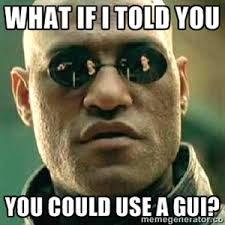 WHAT IF I TOLD YOU
YOU COULD USE A GUI?
memegenerator.co